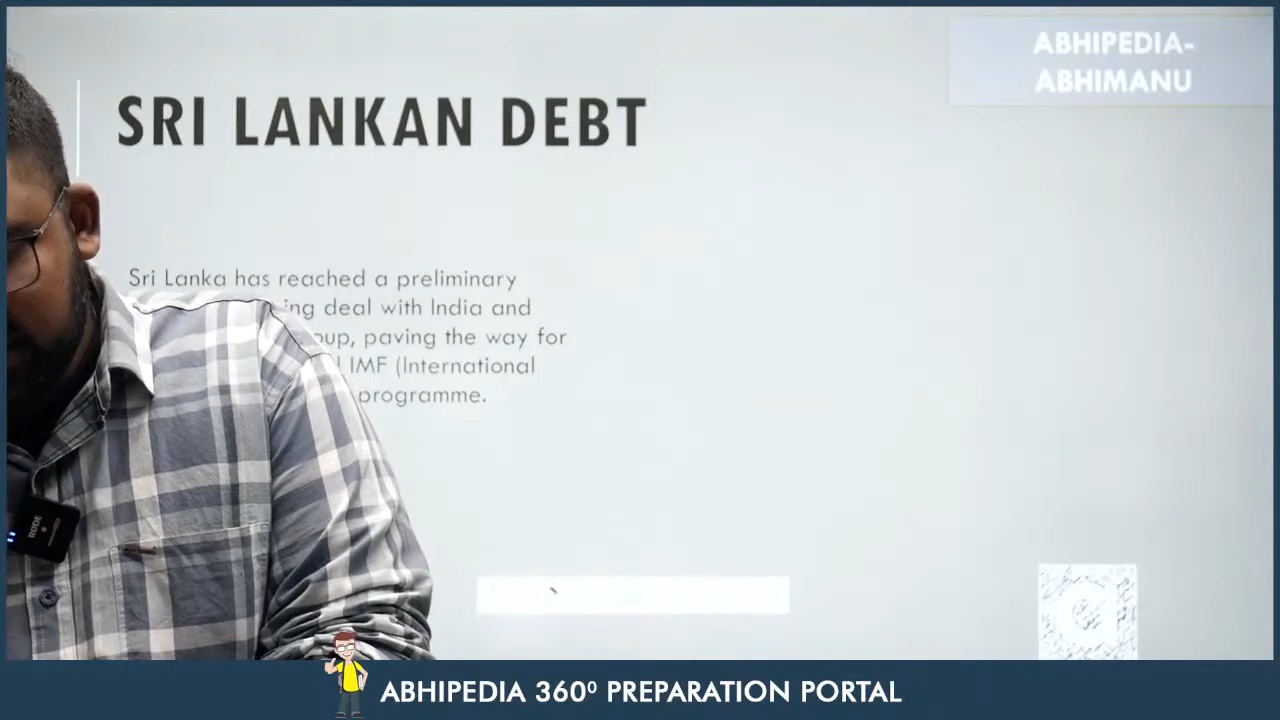 ABHIPEDIA-
ABHIMANU
SRI LANKAN DEBT
Sri Lanka has reached a preliminary
ing deal with India and
oup, paving the way for
IMF (International
programme.
RODE
ABHIPEDIA 360⁰ PREPARATION PORTAL